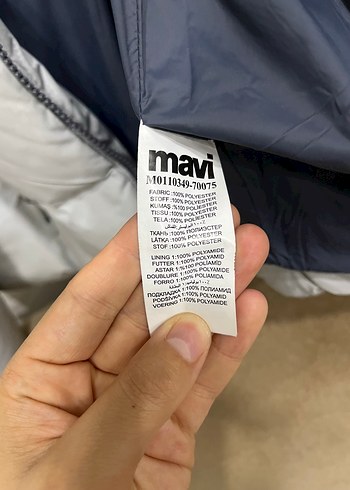 mavi
M0110349-70075
FABRIC:100% POLYESTER
STOFF:100% POLYESTER
KUMAŞ:%100 POLIESTER
TISSU:100% POLYESTER
TELA:100% POLYESTER
ТКАНЬ:100% ПОЛИЭСТЕР
LÁTKA:100% POLYESTER
STOF:100% POLYESTER
LINING 1:100% POLYAMIDE
FUTTER 1:100% POLYAMID
ASTAR 1:%100 POLIAMID
DOUBLURE 1:100% POLYAMIDE
FORRO 1:100% POLIAMIDA
ПОДКЛАДКА 1:100% ПОЛИАМИД
PODŠÍVKA 1:100% POLYAMID
VOERING 1:100% POLYAMIDE